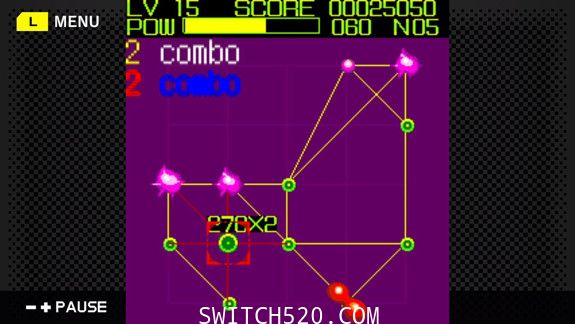 L MENU
LV 15 SCORE 00025050
POW 060 N05
2 combo
2 combo
276X2
−+ PAUSE
SWITCH520.COM